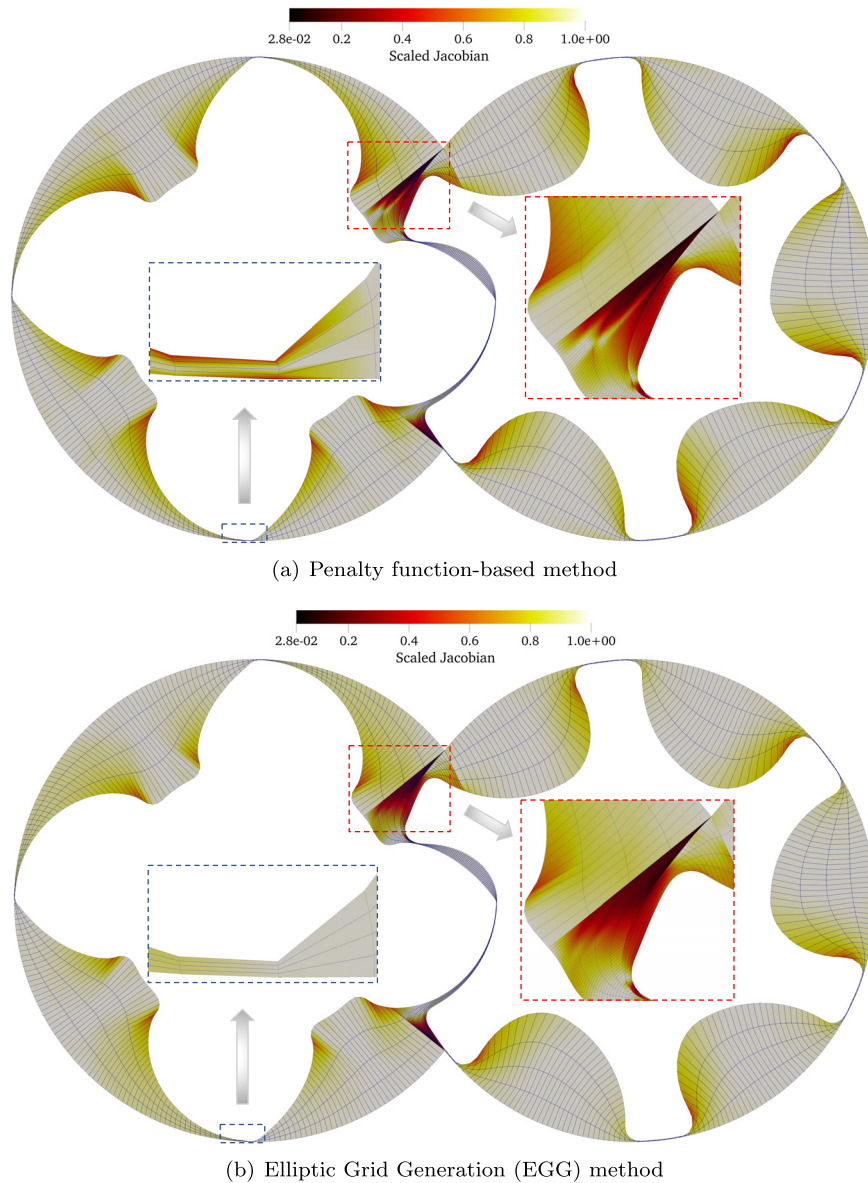 2.8e-02 0.2 0.4 0.6 0.8 1.0e+00
Scaled Jacobian
(a) Penalty function-based method
2.8e-02 0.2 0.4 0.6 0.8 1.0e+00
Scaled Jacobian
(b) Elliptic Grid Generation (EGG) method